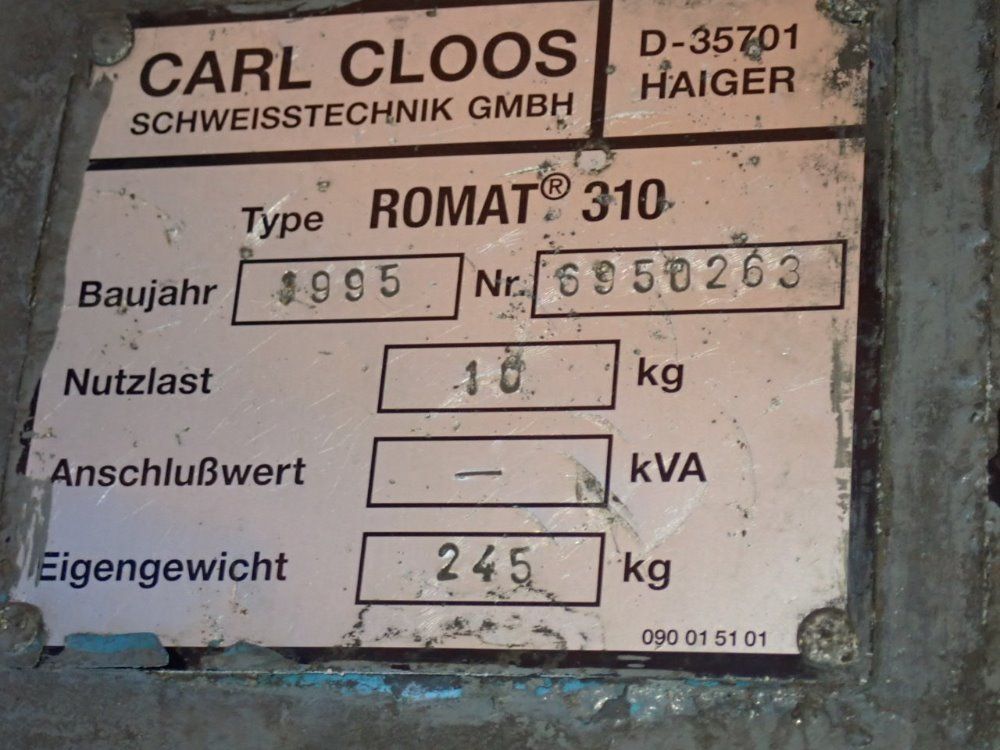 CARL CLOOS
SCHWEISSTECHNIK GMBH
D-35701
HAIGER
Type ROMAT® 310
Baujahr 1995 Nr. 6950263
Nutzlast 10 kg
Anschlußwert — kVA
Eigengewicht 245 kg
090 01 51 01